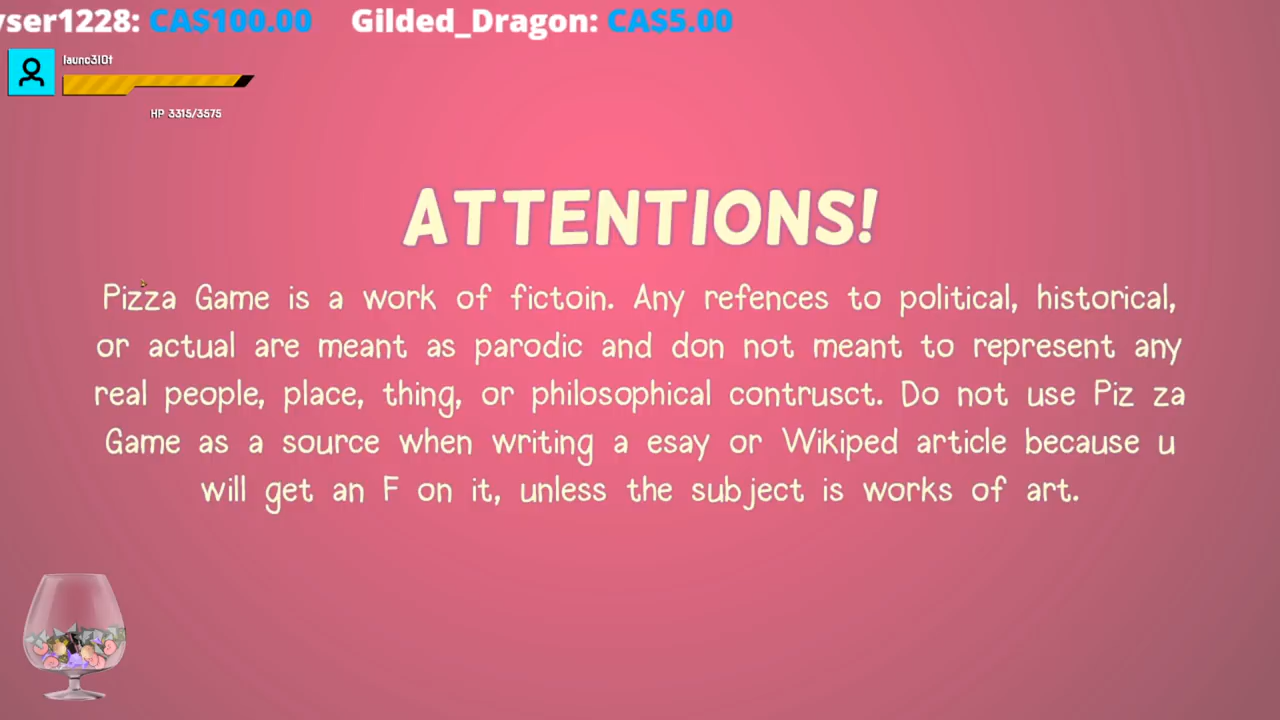 yser1228: CA$100.00 Gilded_Dragon: CA$5.00
launc3l0t
HP 3315/3575
ATTENTIONS!
Pizza Game is a work of fictoin. Any refences to political, historical,
or actual are meant as parodic and don not meant to represent any
real people, place, thing, or philosophical contrusct. Do not use Piz za
Game as a source when writing a esay or Wikiped article because u
will get an F on it, unless the subject is works of art.